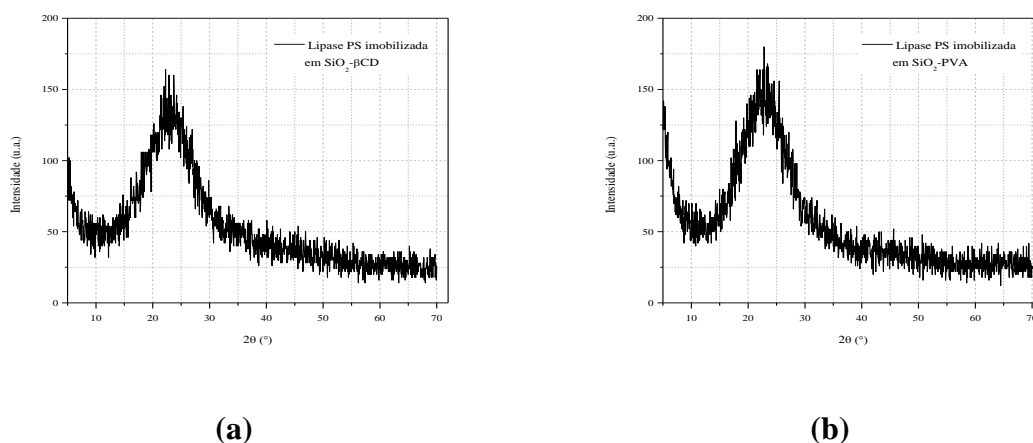 200
150
100
50
0
10 20 30 40 50 60 70
Intensidade (u.a.)
2θ (°)
Lipase PS imobilizada
em SiO₂-βCD
(a)
200
150
100
50
0
10 20 30 40 50 60 70
Intensidade (u.a.)
2θ (°)
Lipase PS imobilizada
em SiO₂-PVA
(b)